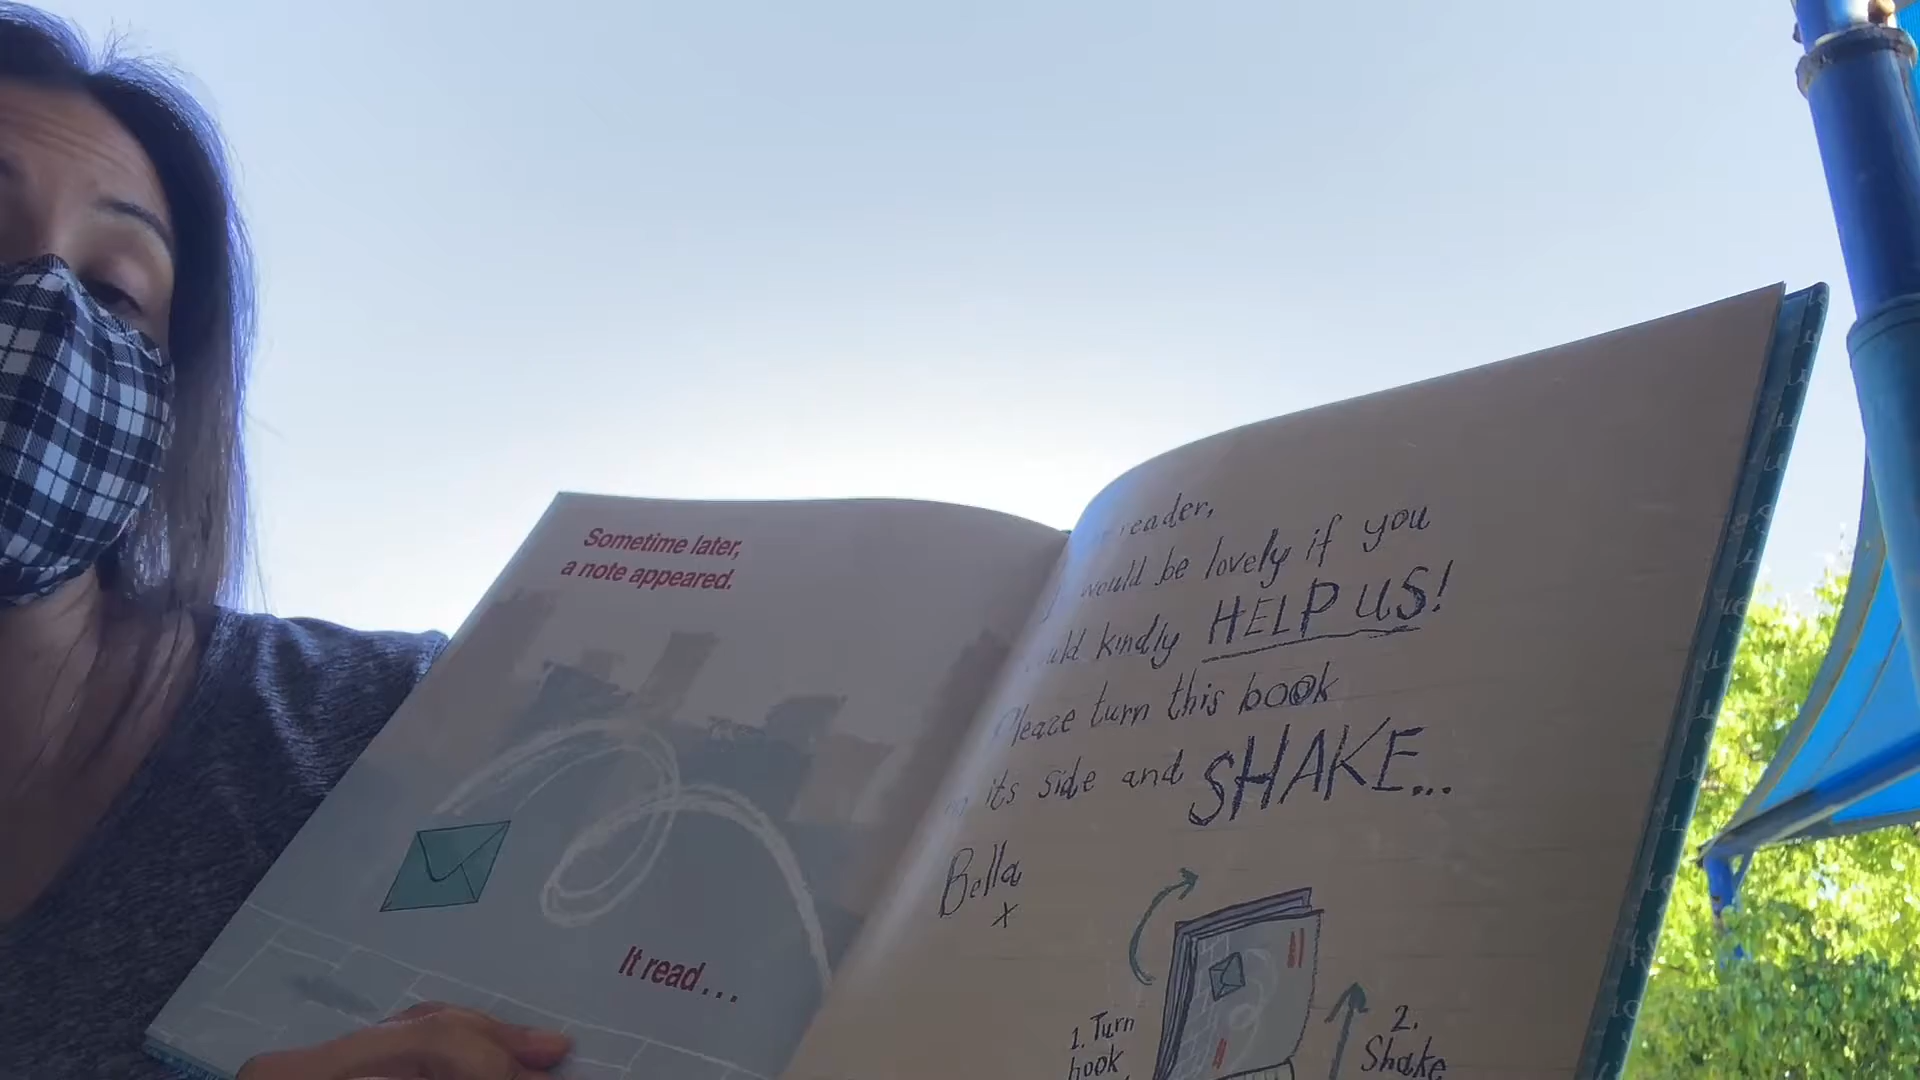 Sometime later,
a note appeared.
It read...
reader,
would be lovely if you
kindly HELP US!
Pleaze turn this book
its side and SHAKE...
Bella
x
1. Turn
book
2.
Shake